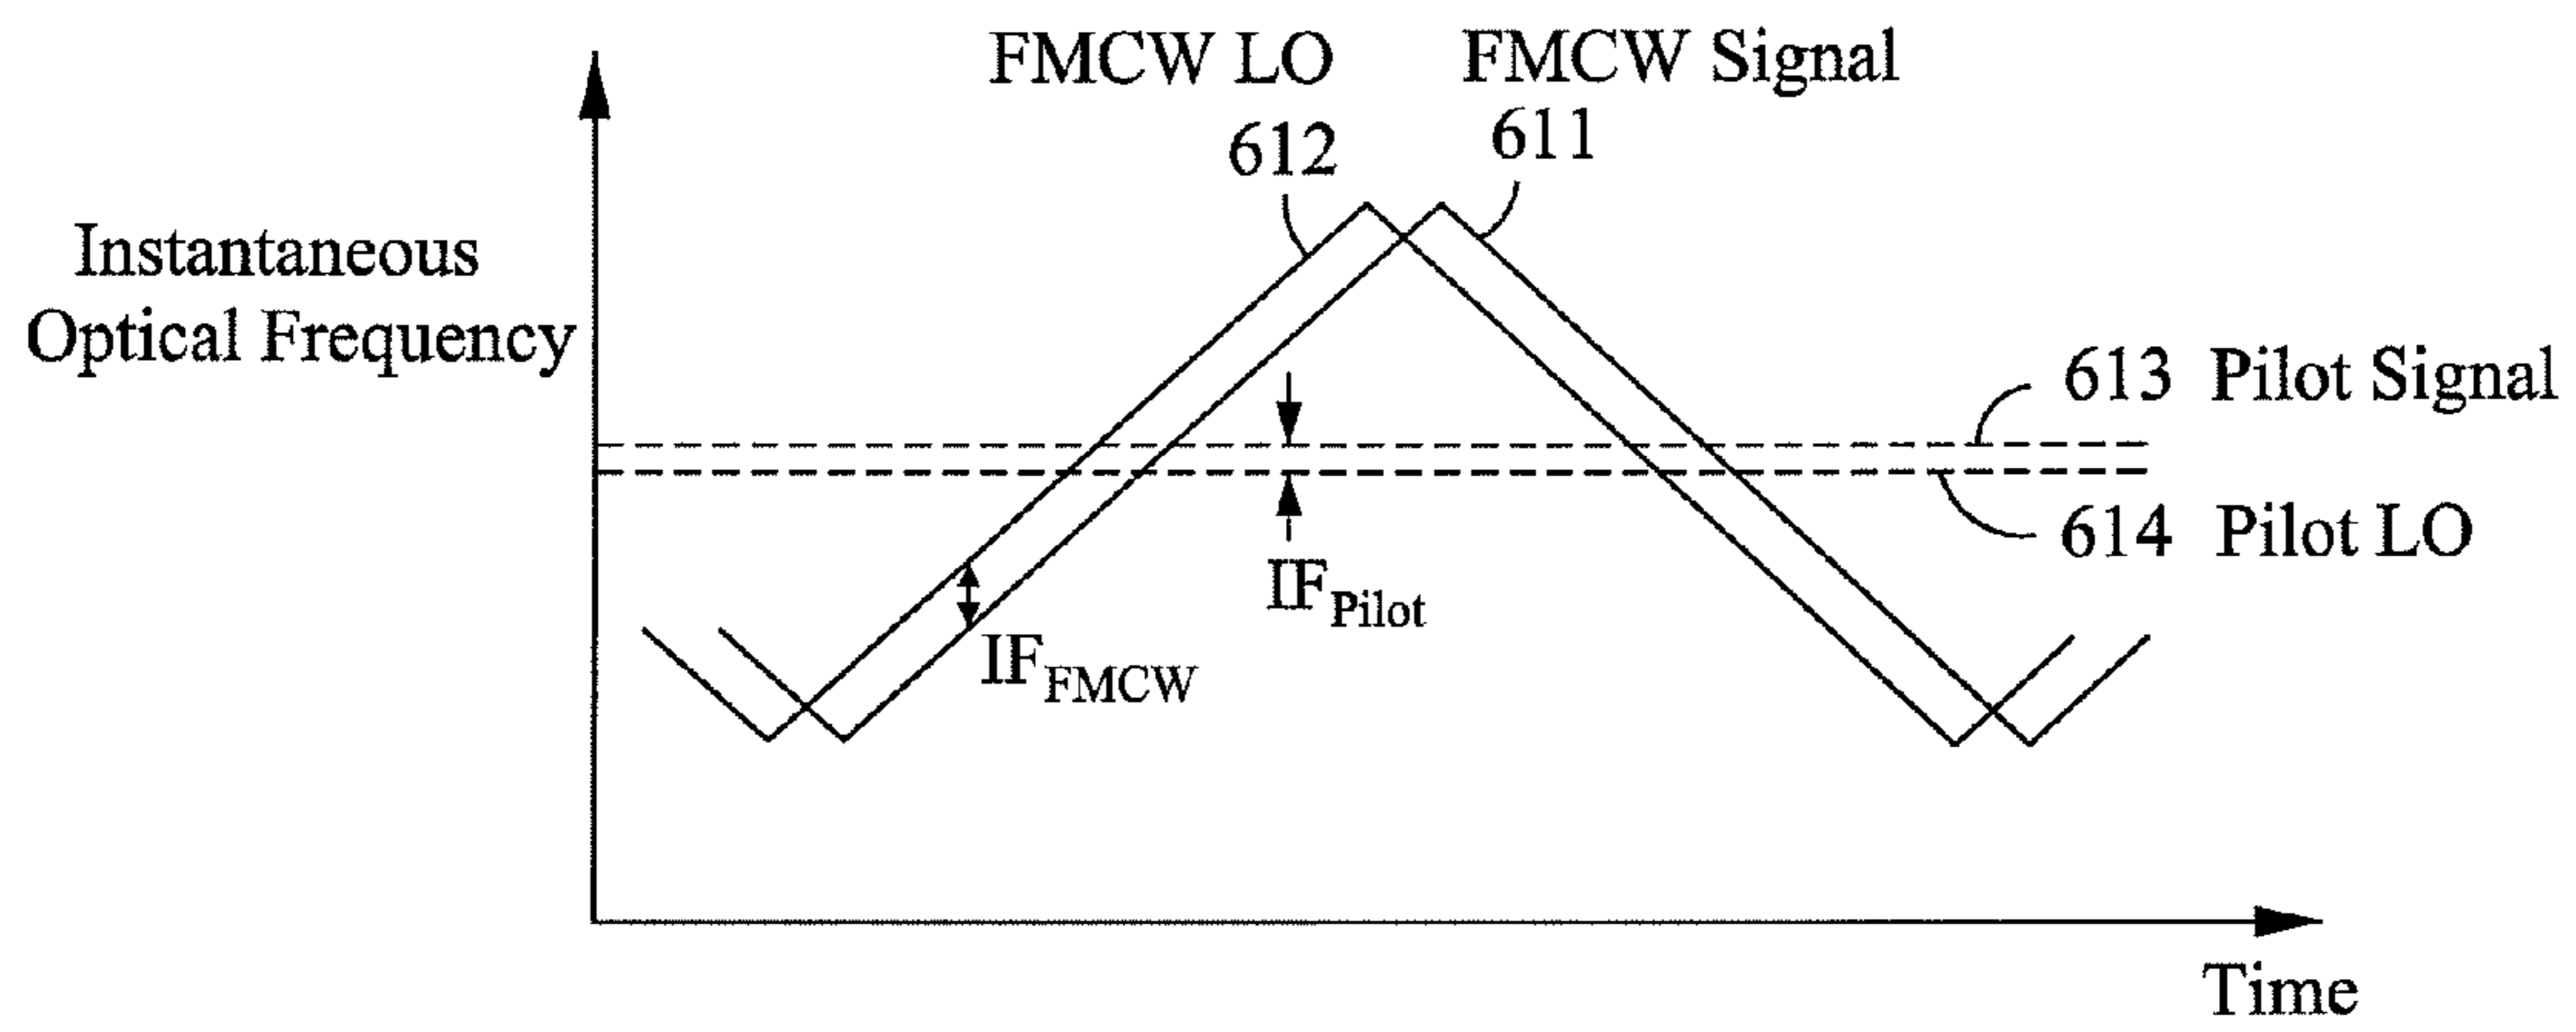 FMCW LO
612
FMCW Signal
611
Instantaneous
Optical Frequency
613 Pilot Signal
614 Pilot LO
IF_Pilot
IF_FMCW
Time